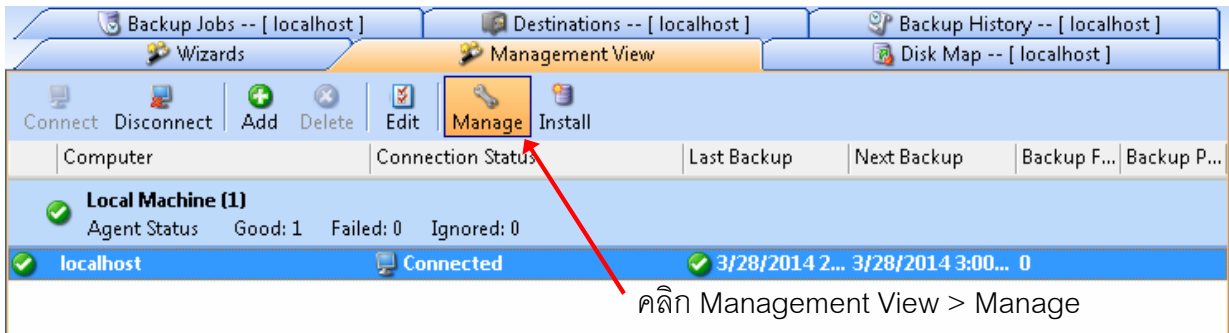 Backup Jobs -- [ localhost ] Destinations -- [ localhost ] Backup History -- [ localhost ]
Wizards Management View Disk Map -- [ localhost ]
Connect Disconnect Add Delete Edit Manage Install
Computer Connection Status Last Backup Next Backup Backup F... Backup P...
Local Machine (1)
Agent Status Good: 1 Failed: 0 Ignored: 0
localhost Connected 3/28/2014 2... 3/28/2014 3:00... 0
คลิก Management View > Manage